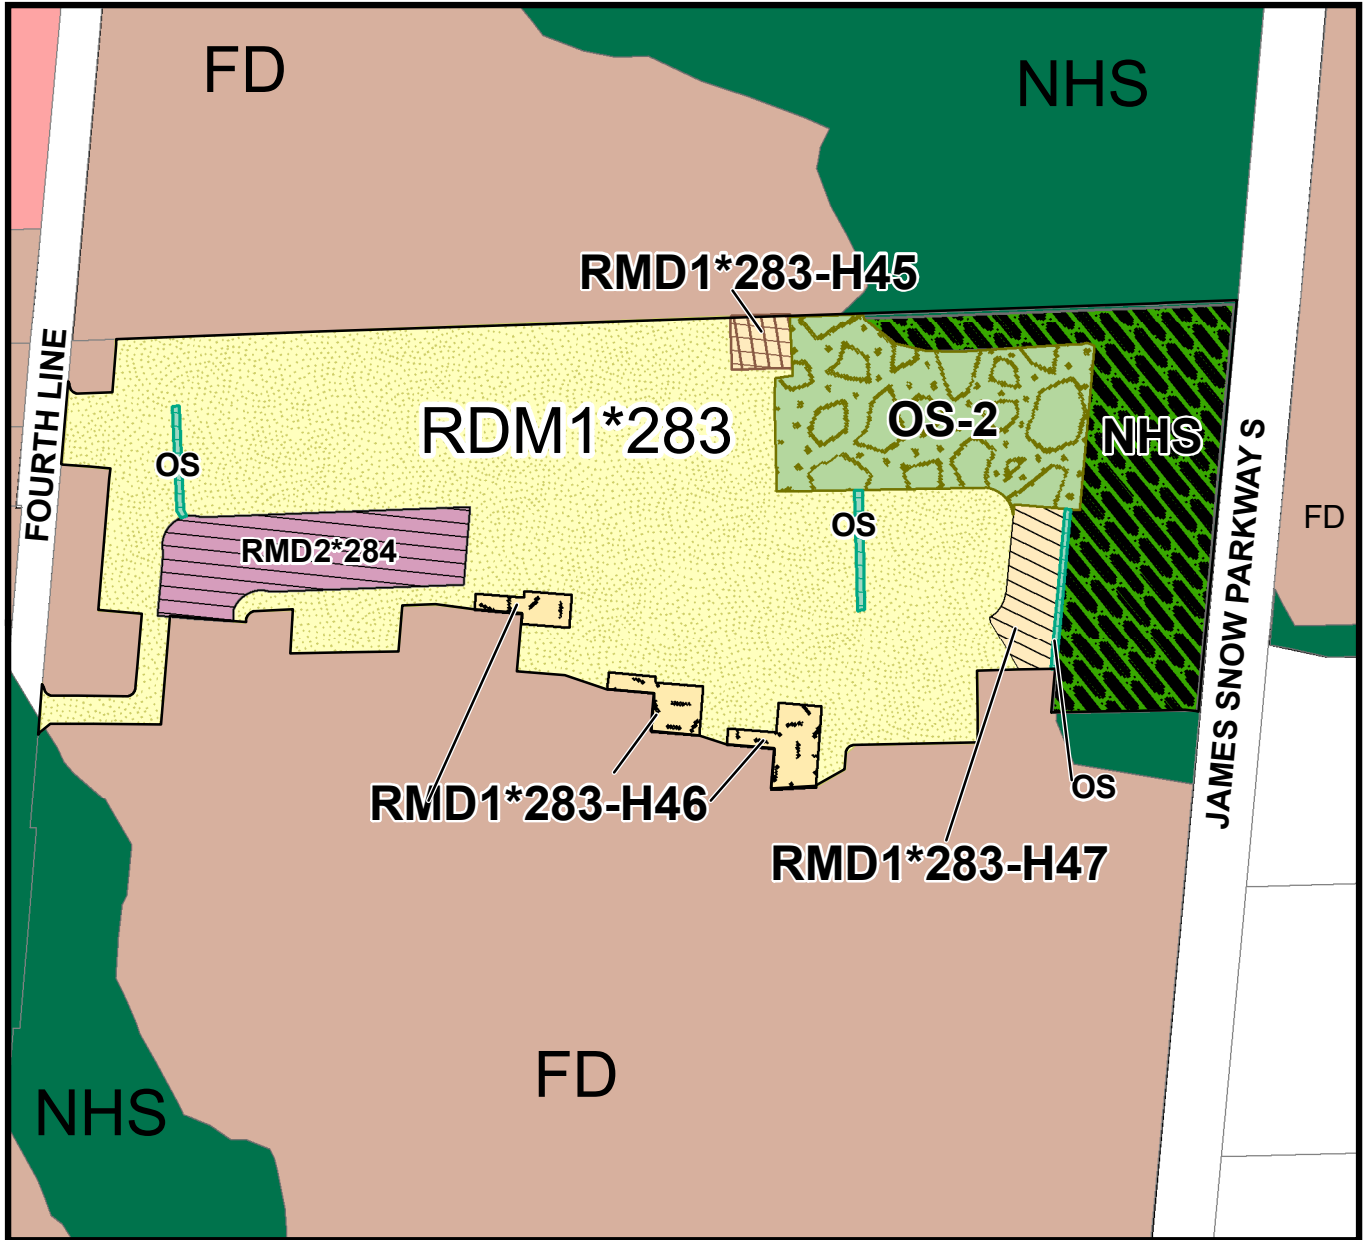 FD
NHS
RMD1*283-H45
FOURTH LINE
RDM1*283
OS-2
NHS
JAMES SNOW PARKWAY S
OS
FD
OS
RMD2*284
OS
RMD1*283-H46
RMD1*283-H47
FD
NHS